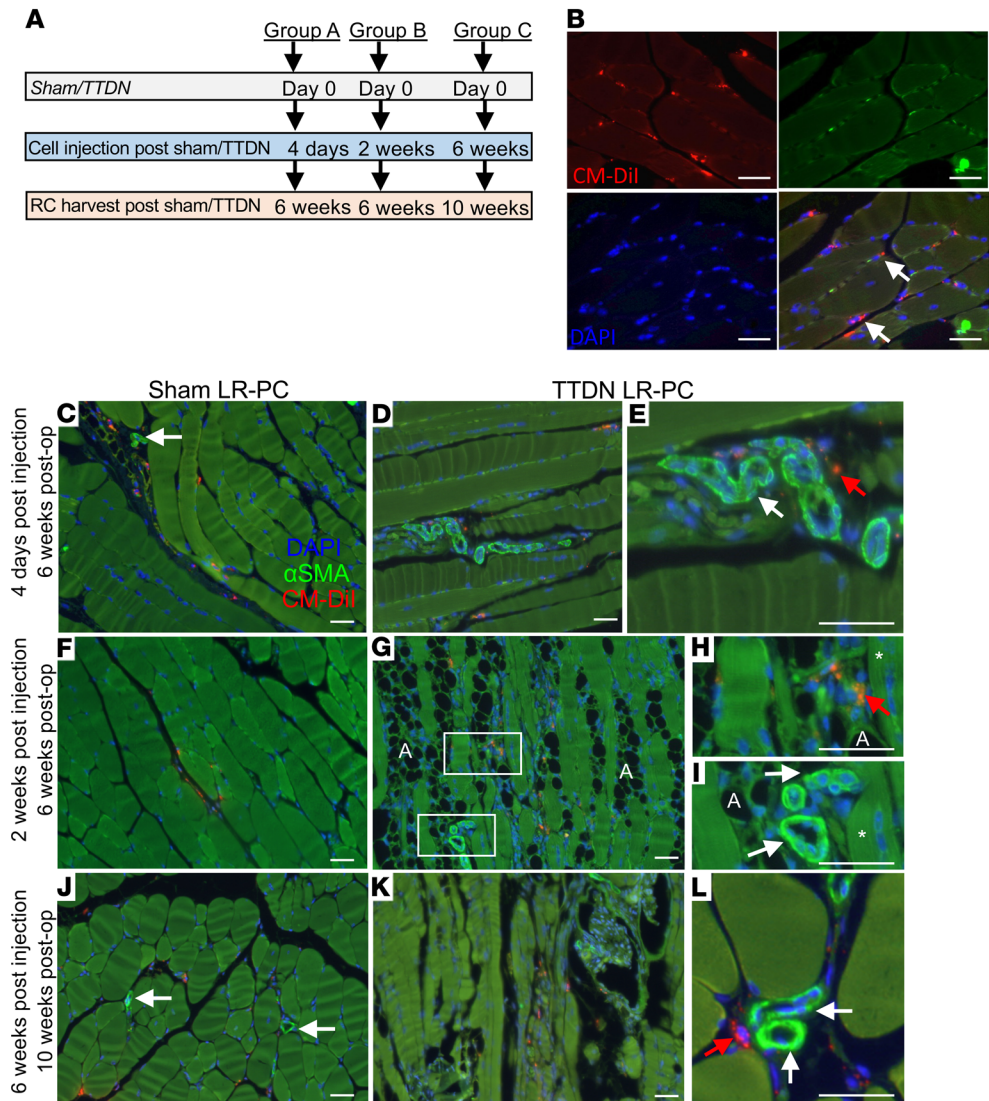 A
Group A Group B Group C
Sham/TTDN Day 0 Day 0 Day 0
Cell injection post sham/TTDN 4 days 2 weeks 6 weeks
RC harvest post sham/TTDN 6 weeks 6 weeks 10 weeks
B
CM-DiI
DAPI
Sham LR-PC
TTDN LR-PC
4 days post injection
6 weeks post-op
C
DAPI
αSMA
CM-DiI
D
E
2 weeks post injection
6 weeks post-op
F
G
A
A
H
*
A
I
A
*
6 weeks post injection
10 weeks post-op
J
K
L